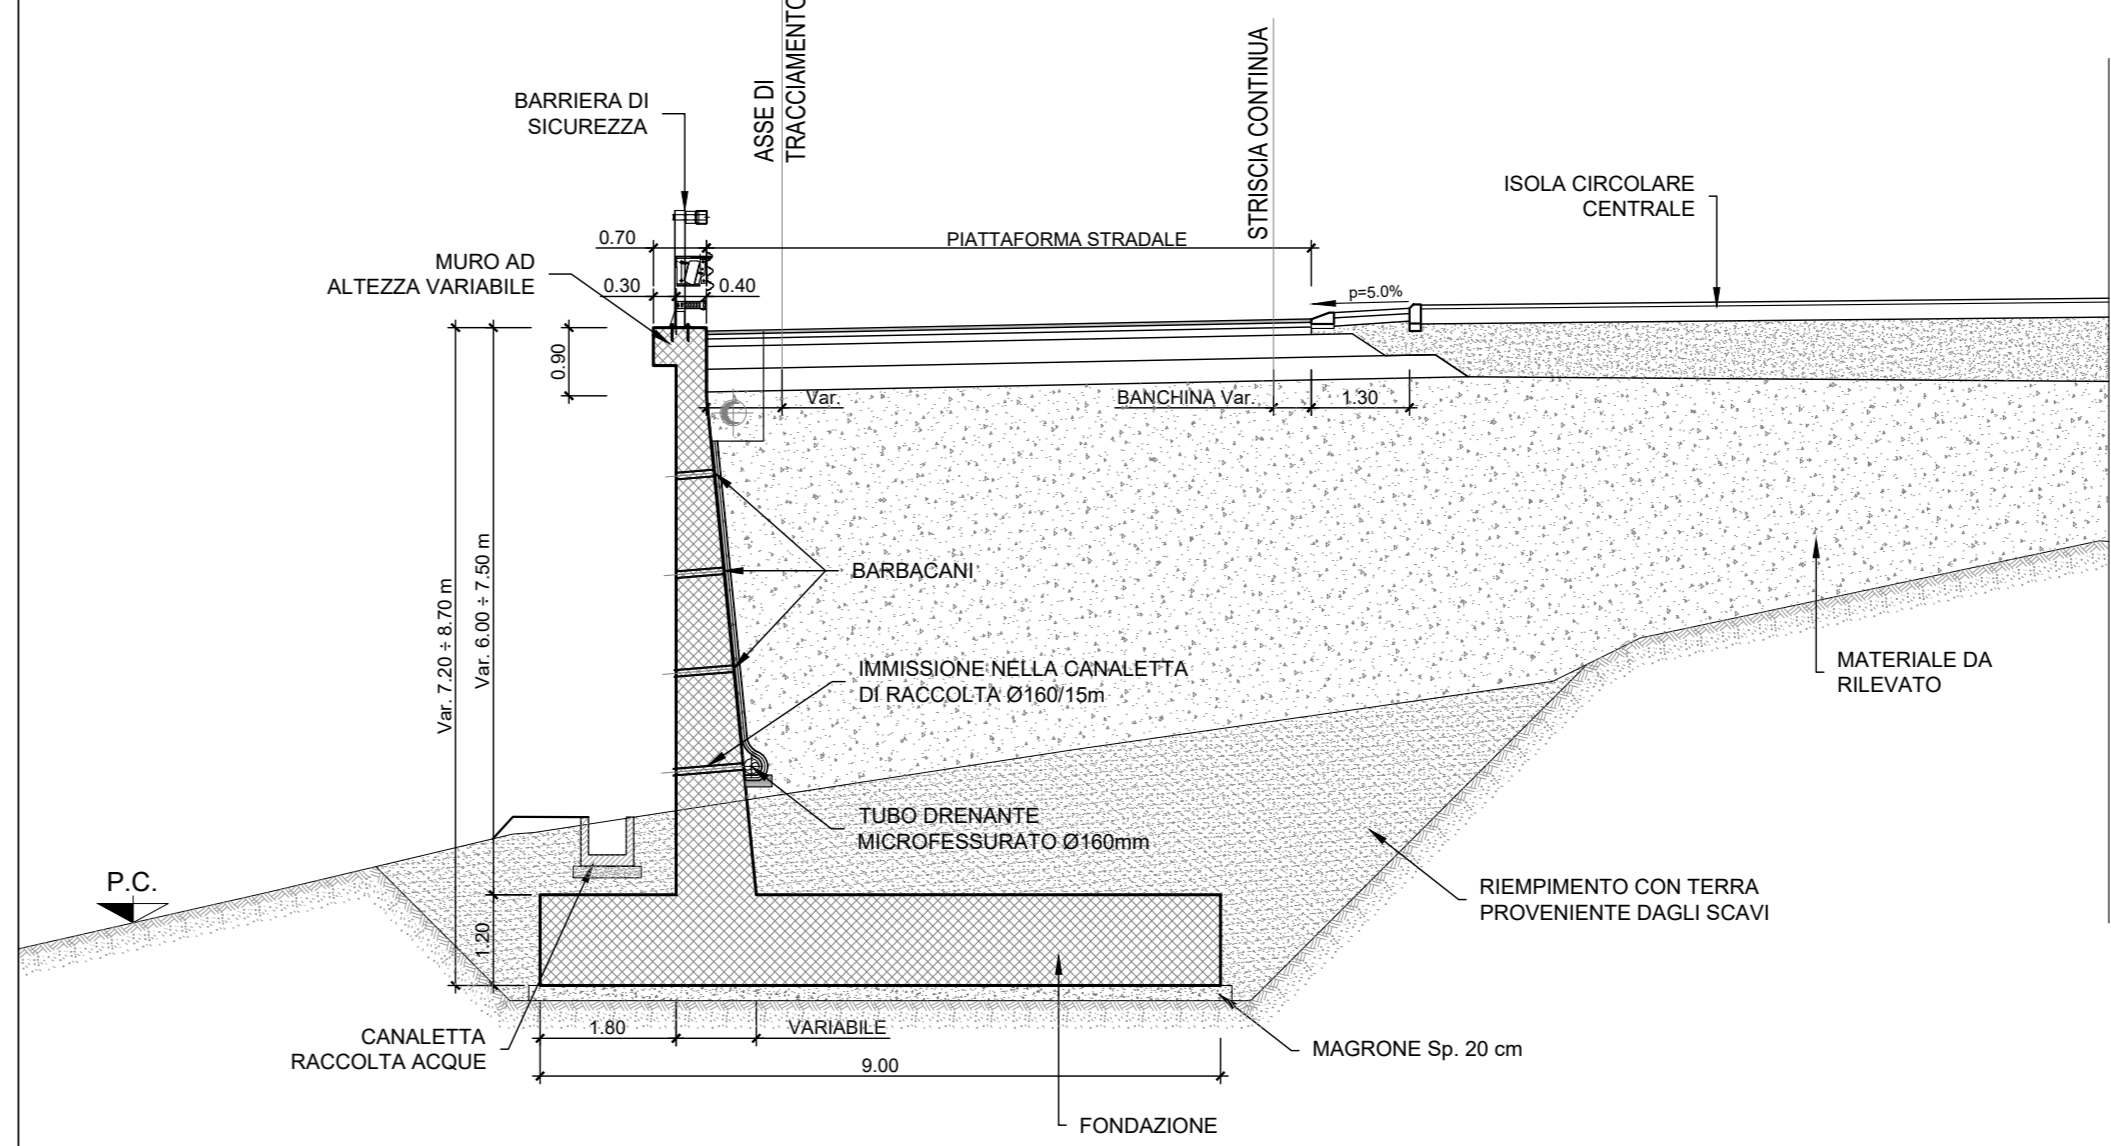 ASSE DI
TRACCIAMENTO
STRISCIA CONTINUA
BARRIERA DI
SICUREZZA
ISOLA CIRCOLARE
CENTRALE
0.70
PIATTAFORMA STRADALE
MURO AD
ALTEZZA VARIABILE
0.30
0.40
p=5.0%
0.90
Var.
BANCHINA Var.
1.30
Var. 7.20 ÷ 8.70 m
Var. 6.00 ÷ 7.50 m
BARBACANI
IMMISSIONE NELLA CANALETTA
DI RACCOLTA Ø160/15m
MATERIALE DA
RILEVATO
TUBO DRENANTE
MICROFESSURATO Ø160mm
P.C.
RIEMPIMENTO CON TERRA
PROVENIENTE DAGLI SCAVI
1.20
CANALETTA
RACCOLTA ACQUE
1.80
VARIABILE
MAGRONE Sp. 20 cm
9.00
FONDAZIONE